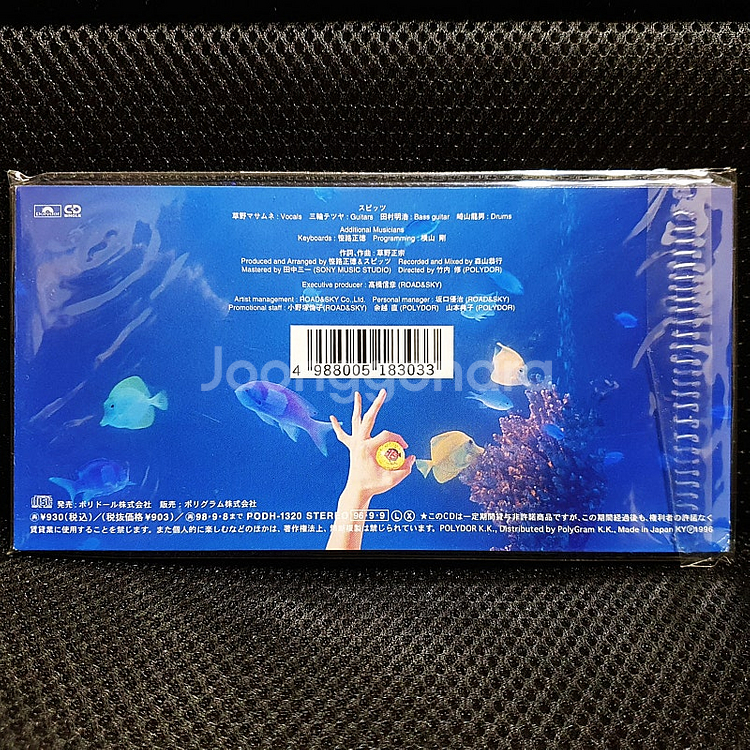 Polydor
スピッツ
草野マサムネ : Vocals 三輪テツヤ : Guitars 田村明浩 : Bass guitar 﨑山龍男 : Drums
Additional Musicians
Keyboards : 笹路正徳 Programming : 横山 剛
作詞、作曲 : 草野正宗
Produced and Arranged by 笹路正徳&スピッツ Recorded and Mixed by 森山恭行
Mastered by 田中三一 (SONY MUSIC STUDIO) Directed by 竹内 修 (POLYDOR)
Executive producer : 高橋信彦 (ROAD&SKY)
Artist management : ROAD&SKY Co.,Ltd. Personal manager : 坂口優治 (ROAD&SKY)
Promotional staff : 小野塚倫子(ROAD&SKY) 余越 直 (POLYDOR) 山本 子 (POLYDOR)
4 988005 183033
Joonggonara
発売 : ポリドール株式会社 販売 : ポリグラム株式会社
¥930(税込)/(税抜価格¥903)/98・9・8まで PODH-1320 STEREO 96・9・9 L X ★このCDは一定期間貸与非許諾商品ですが、この期間経過後も、権利者の許諾なく
賃貸業に使用することを禁じます。また個人的に楽しむなどのほかは、著作権法上、無断複製は禁じられています。POLYDOR K.K., Distributed by PolyGram K.K., Made in Japan KYⓅ1996